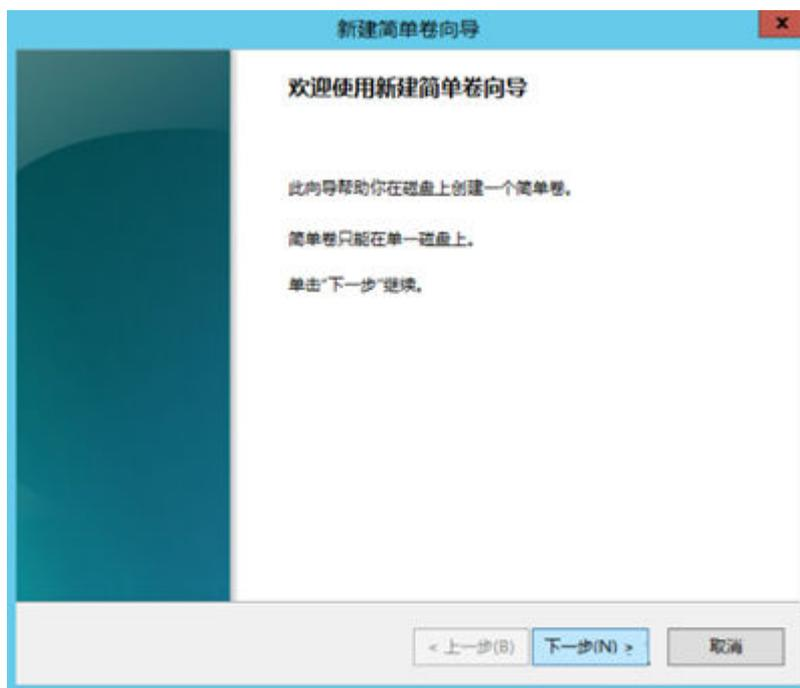 新建简单卷向导
x
欢迎使用新建简单卷向导
此向导帮助你在磁盘上创建一个简单卷。
简单卷只能在单一磁盘上。
单击"下一步"继续。
< 上一步(B)
下一步(N) >
取消